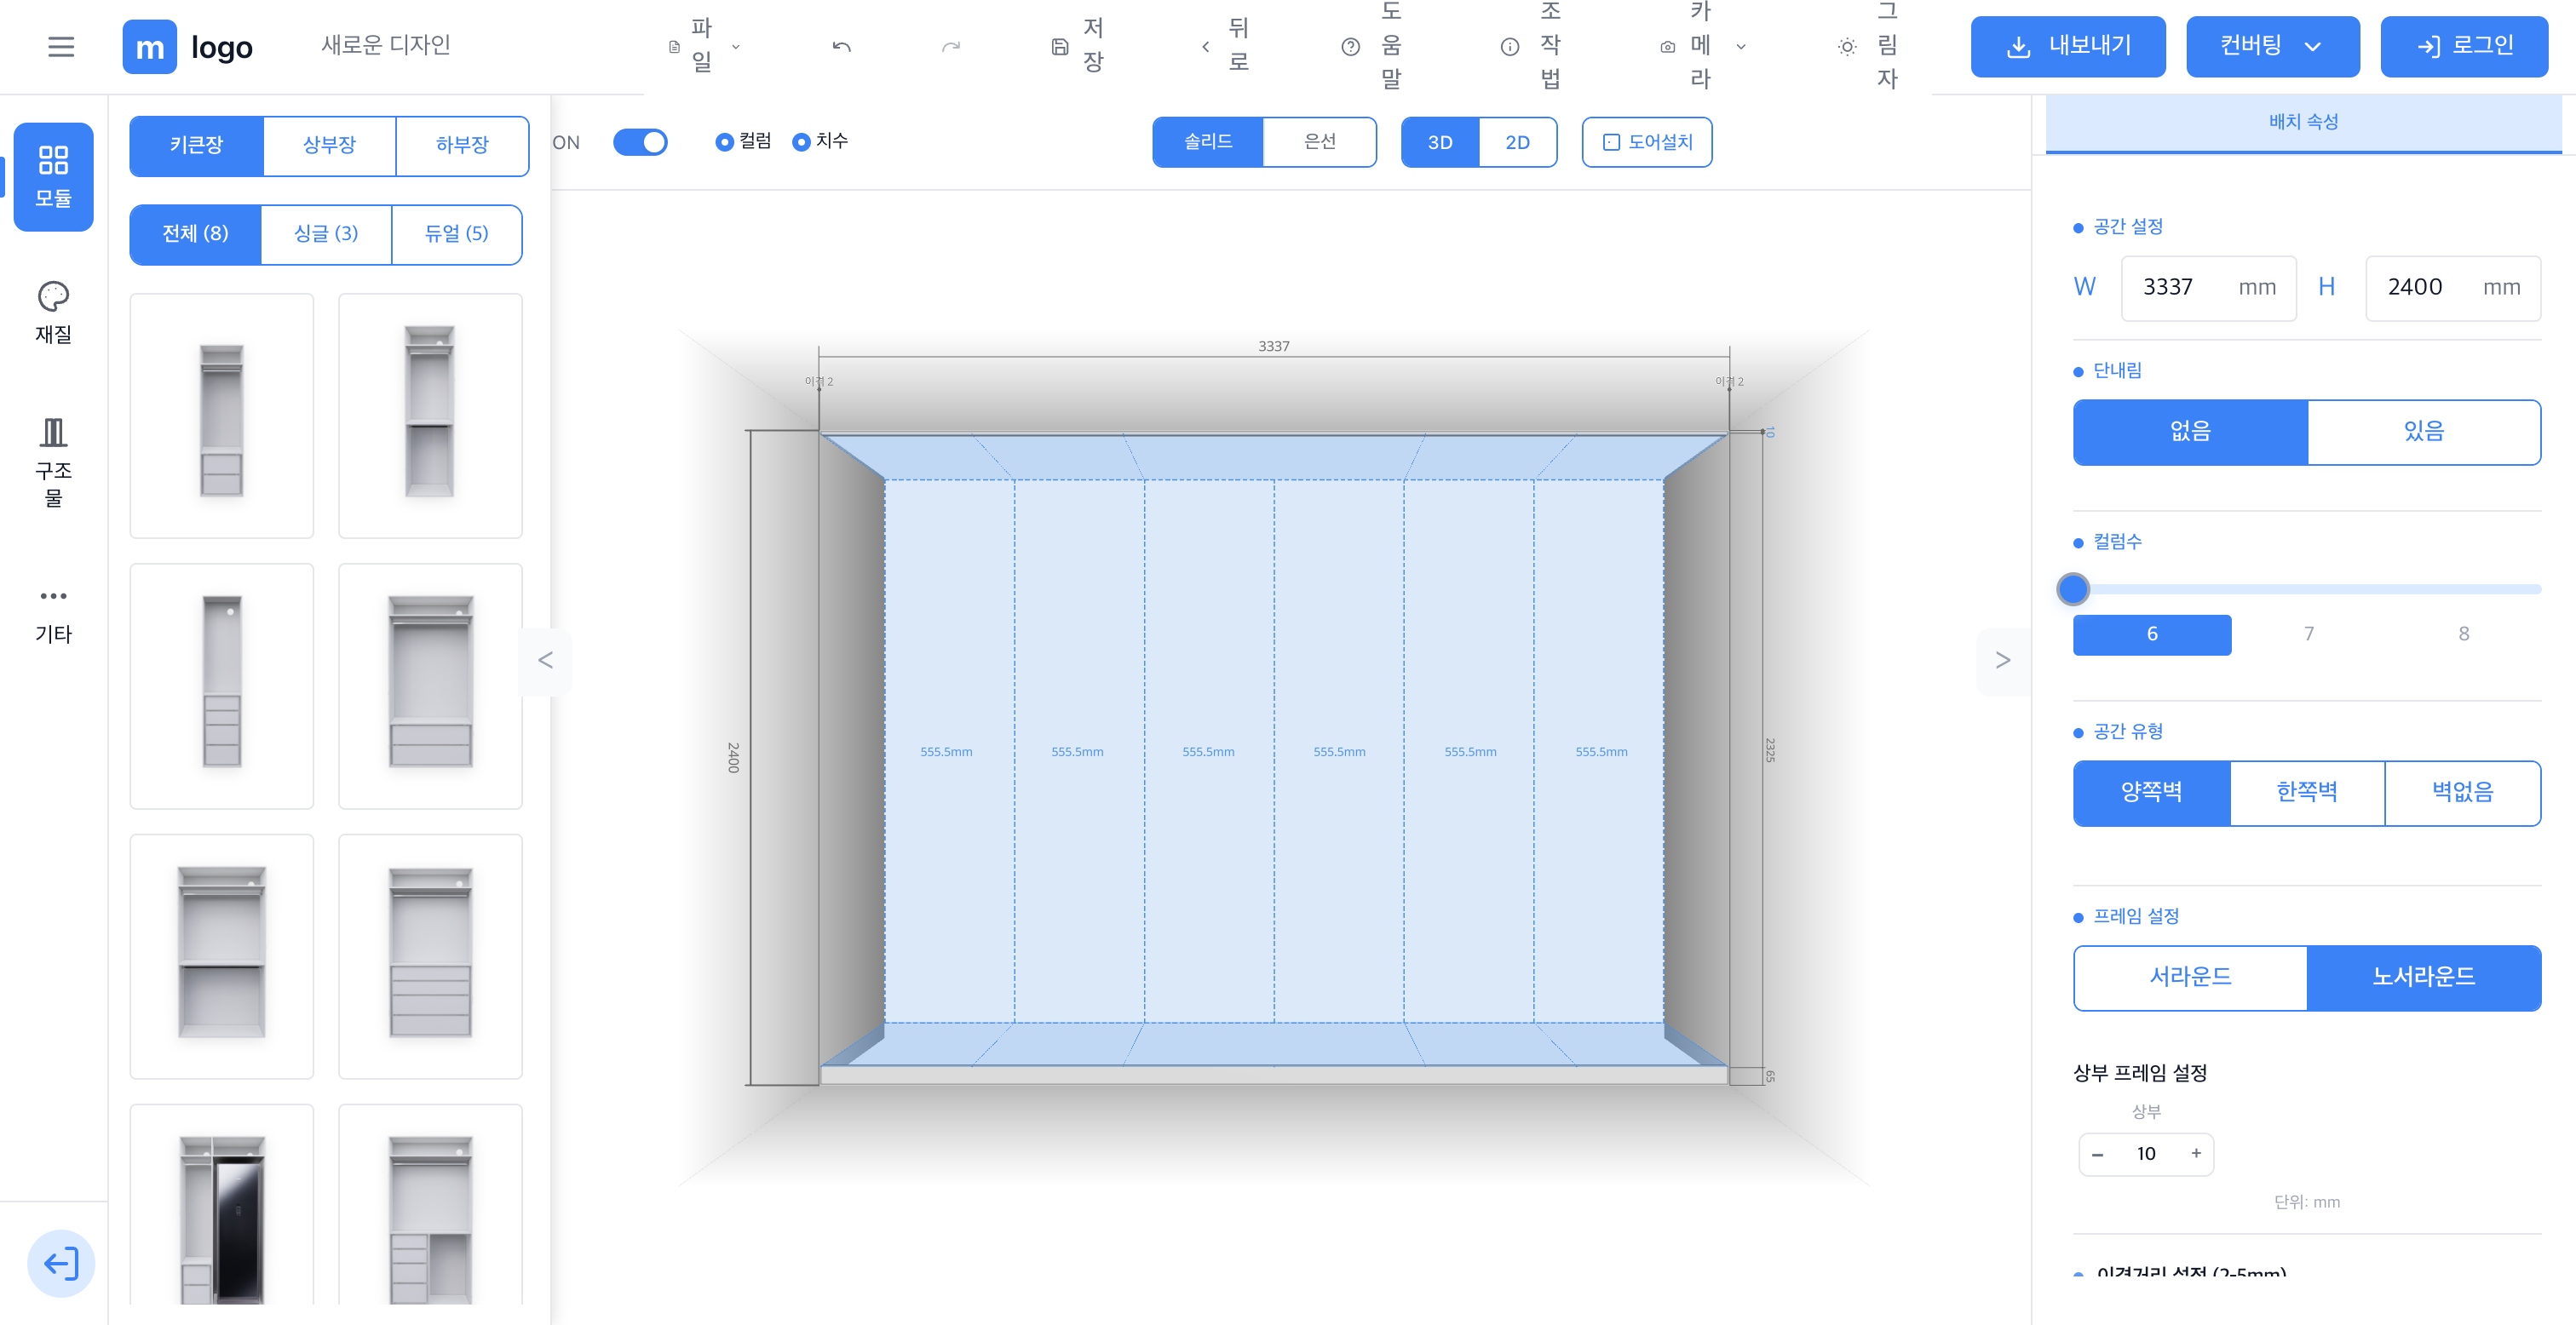 m logo
새로운 디자인
파일
저장
뒤로
도움말
조작법
카메라
그림자
내보내기
컨버팅
로그인
모듈
재질
구조
물
기타
키큰장
상부장
하부장
전체 (8)
싱글 (3)
듀얼 (5)
ON
컬럼
치수
솔리드
은선
3D
2D
도어설치
3337
이격 2
이격 2
10
2400
555.5mm
555.5mm
555.5mm
555.5mm
555.5mm
555.5mm
2325
65
<
>
배치 속성
공간 설정
W 3337 mm H 2400 mm
단내림
없음
있음
컬럼수
6
7
8
공간 유형
양쪽벽
한쪽벽
벽없음
프레임 설정
서라운드
노서라운드
상부 프레임 설정
상부
− 10 +
단위: mm
이격거리 설정 (2-5mm)